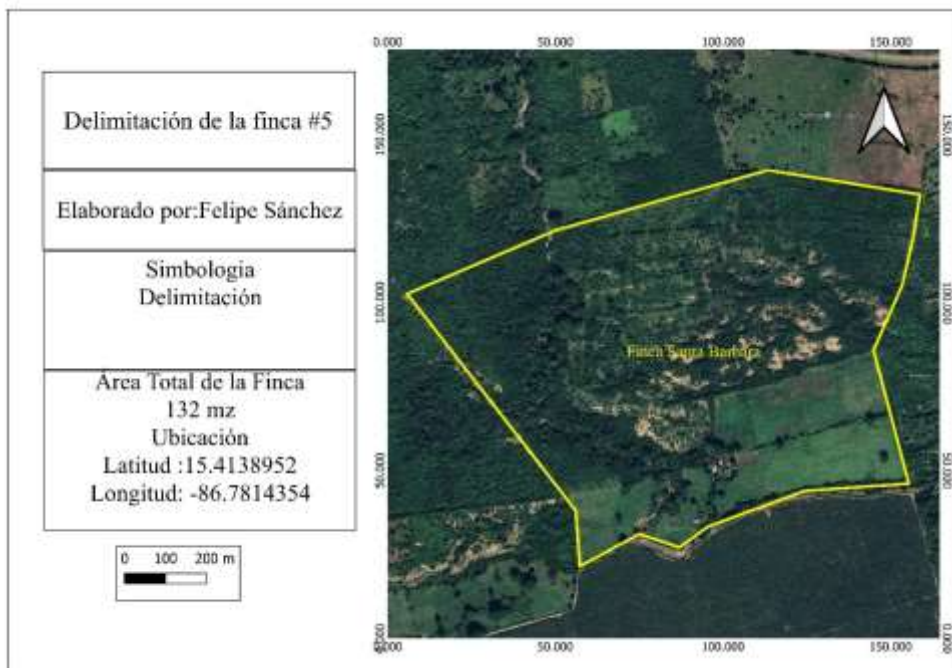 Delimitación de la finca #5
Elaborado por:Felipe Sánchez
Simbologia
Delimitación
Área Total de la Finca
132 mz
Ubicación
Latitud :15.4138952
Longitud: -86.7814354
0 100 200 m
0.000 50.000 100.000 150.000
150.000 150.000
100.000 100.000
Finca Santa Barbara
50.000 50.000
0.000 50.000 100.000 150.000